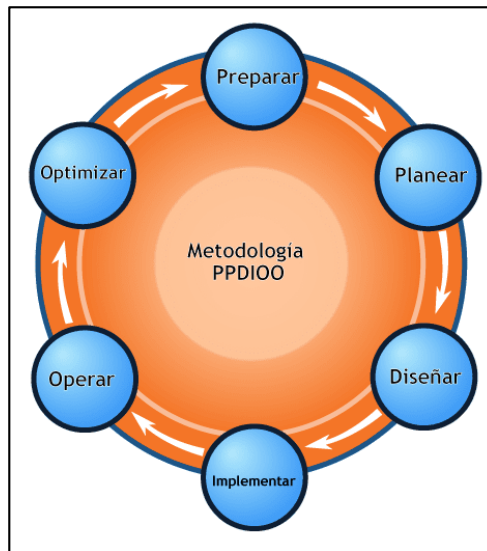 Preparar
Planear
Diseñar
Implementar
Operar
Optimizar
Metodología
PPDIOO